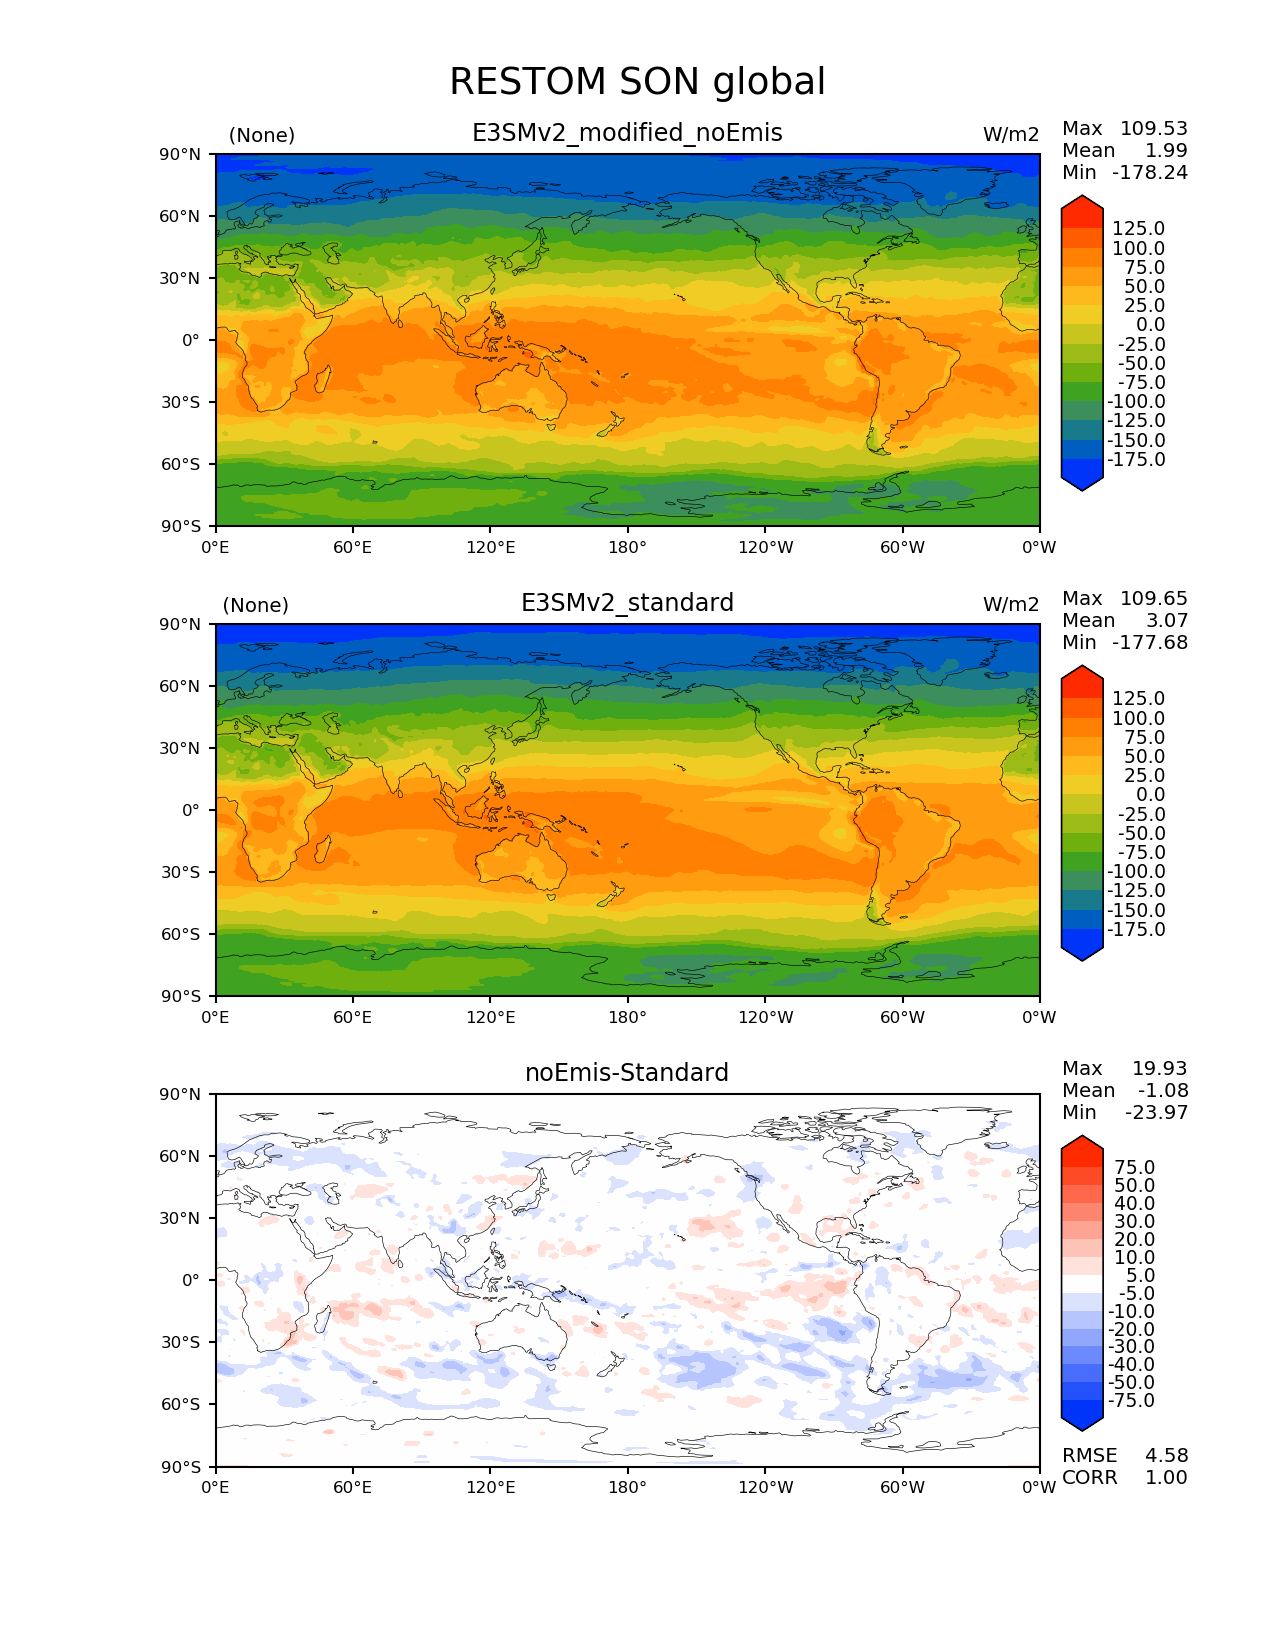 RESTOM SON global
(None) E3SMv2_modified_noEmis W/m2
Max 109.53
Mean 1.99
Min -178.24
90°N
60°N
30°N
0°
30°S
60°S
90°S
0°E 60°E 120°E 180° 120°W 60°W 0°W
125.0
100.0
75.0
50.0
25.0
0.0
-25.0
-50.0
-75.0
-100.0
-125.0
-150.0
-175.0
(None) E3SMv2_standard W/m2
Max 109.65
Mean 3.07
Min -177.68
90°N
60°N
30°N
0°
30°S
60°S
90°S
0°E 60°E 120°E 180° 120°W 60°W 0°W
125.0
100.0
75.0
50.0
25.0
0.0
-25.0
-50.0
-75.0
-100.0
-125.0
-150.0
-175.0
noEmis-Standard
Max 19.93
Mean -1.08
Min -23.97
90°N
60°N
30°N
0°
30°S
60°S
90°S
0°E 60°E 120°E 180° 120°W 60°W 0°W
75.0
50.0
40.0
30.0
20.0
10.0
5.0
-5.0
-10.0
-20.0
-30.0
-40.0
-50.0
-75.0
RMSE 4.58
CORR 1.00